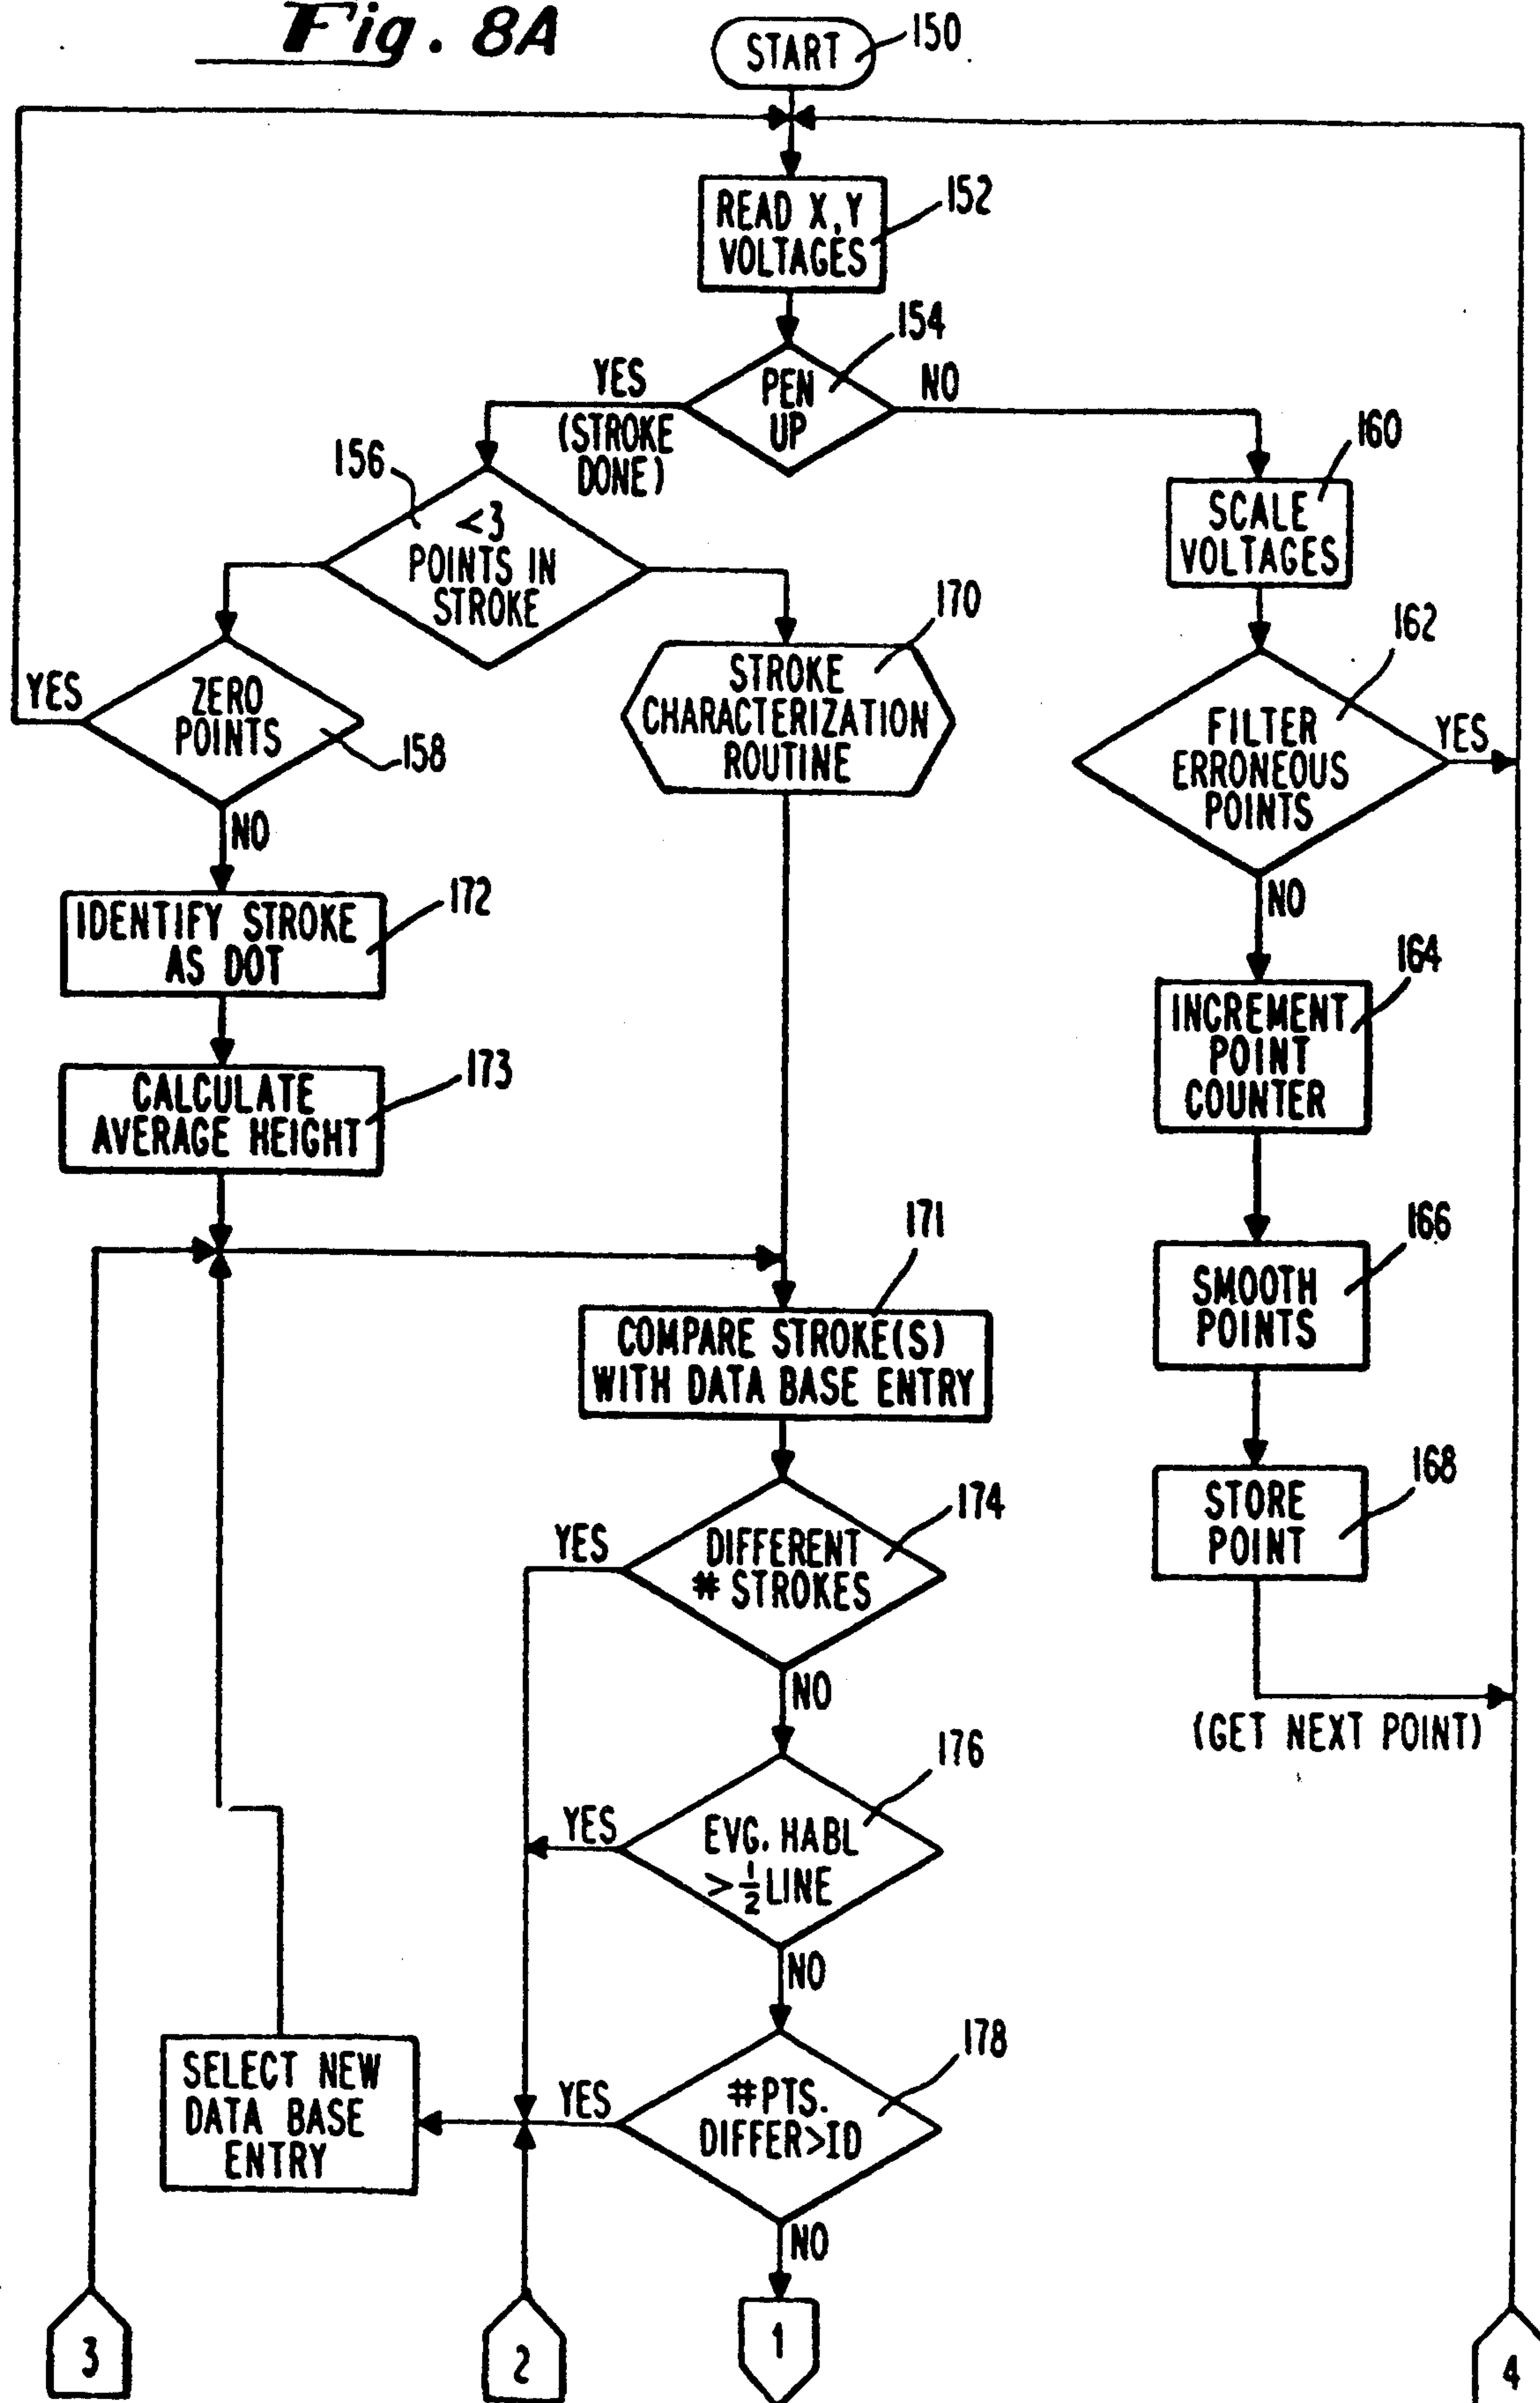 Fig. 8A
START
150
READ X,Y
VOLTAGES
152
154
PEN
UP
YES
(STROKE
DONE)
NO
156
<3
POINTS IN
STROKE
160
SCALE
VOLTAGES
170
STROKE
CHARACTERIZATION
ROUTINE
162
FILTER
ERRONEOUS
POINTS
YES
NO
YES
ZERO
POINTS
158
NO
IDENTIFY STROKE
AS DOT
172
164
INCREMENT
POINT
COUNTER
CALCULATE
AVERAGE HEIGHT
173
171
COMPARE STROKE(S)
WITH DATA BASE ENTRY
166
SMOOTH
POINTS
168
STORE
POINT
(GET NEXT POINT)
174
DIFFERENT
# STROKES
YES
NO
176
EVG. HABL
>½ LINE
YES
NO
178
#PTS.
DIFFER>ID
YES
NO
SELECT NEW
DATA BASE
ENTRY
3
2
1
4